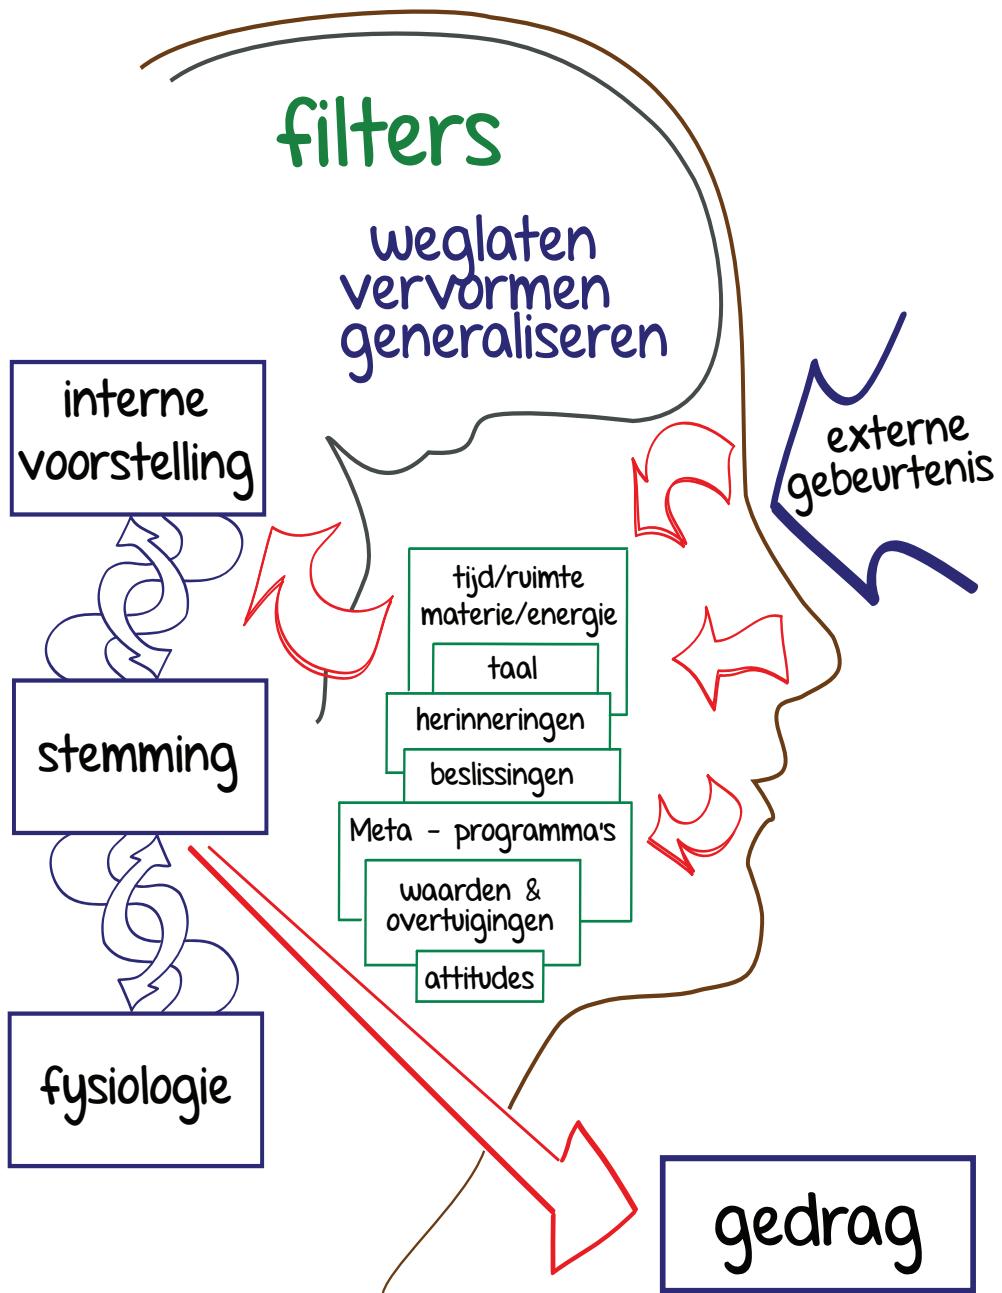 filters
weglaten
vervormen
generaliseren
externe
gebeurtenis
interne
voorstelling
tijd/ruimte
materie/energie
taal
herinneringen
beslissingen
Meta - programma's
waarden &
overtuigingen
attitudes
stemming
fysiologie
gedrag